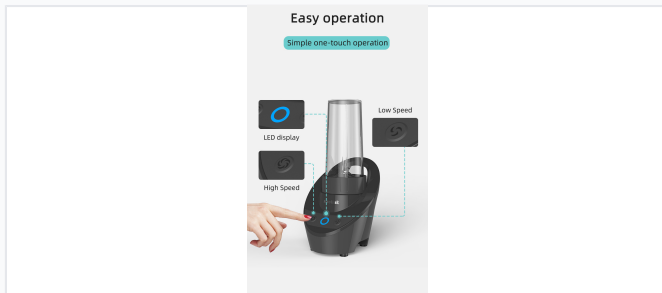 Easy operation
Simple one-touch operation
Low Speed
LED display
High Speed